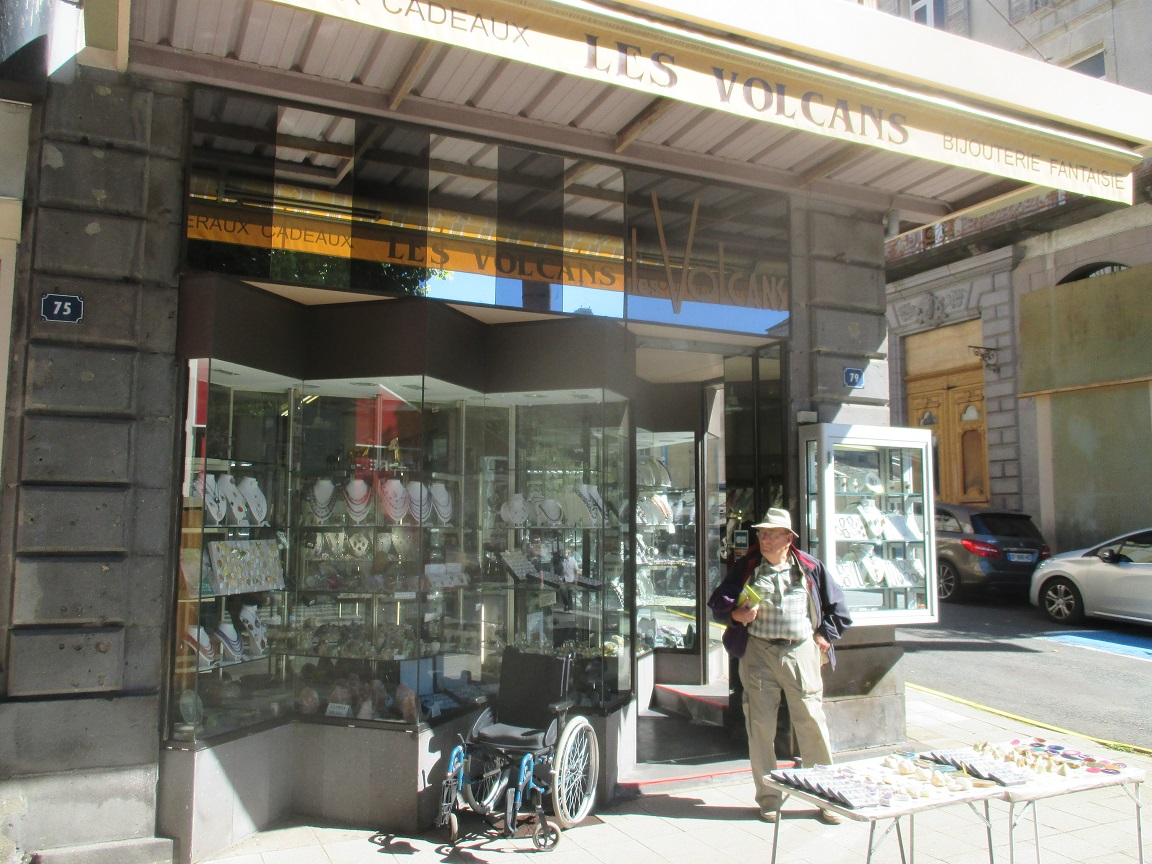 CADEAUX LES VOLCANS BIJOUTERIE FANTAISIE
ERAUX CADEAUX LES VOLCANS
Les Volcans
75
79